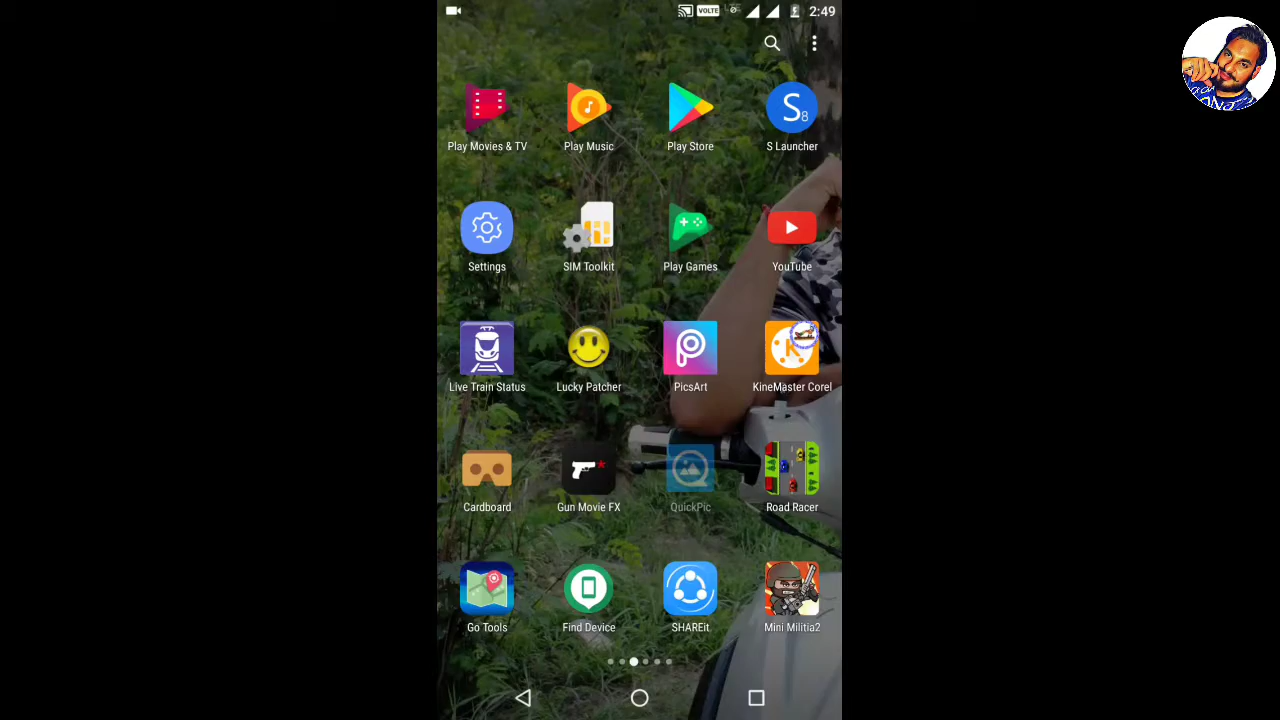 VOLTE 2:49
Play Movies & TV Play Music Play Store S Launcher
S8
Settings SIM Toolkit Play Games YouTube
Live Train Status Lucky Patcher PicsArt KineMaster Corel
Cardboard Gun Movie FX QuickPic Road Racer
Go Tools Find Device SHAREit Mini Militia2